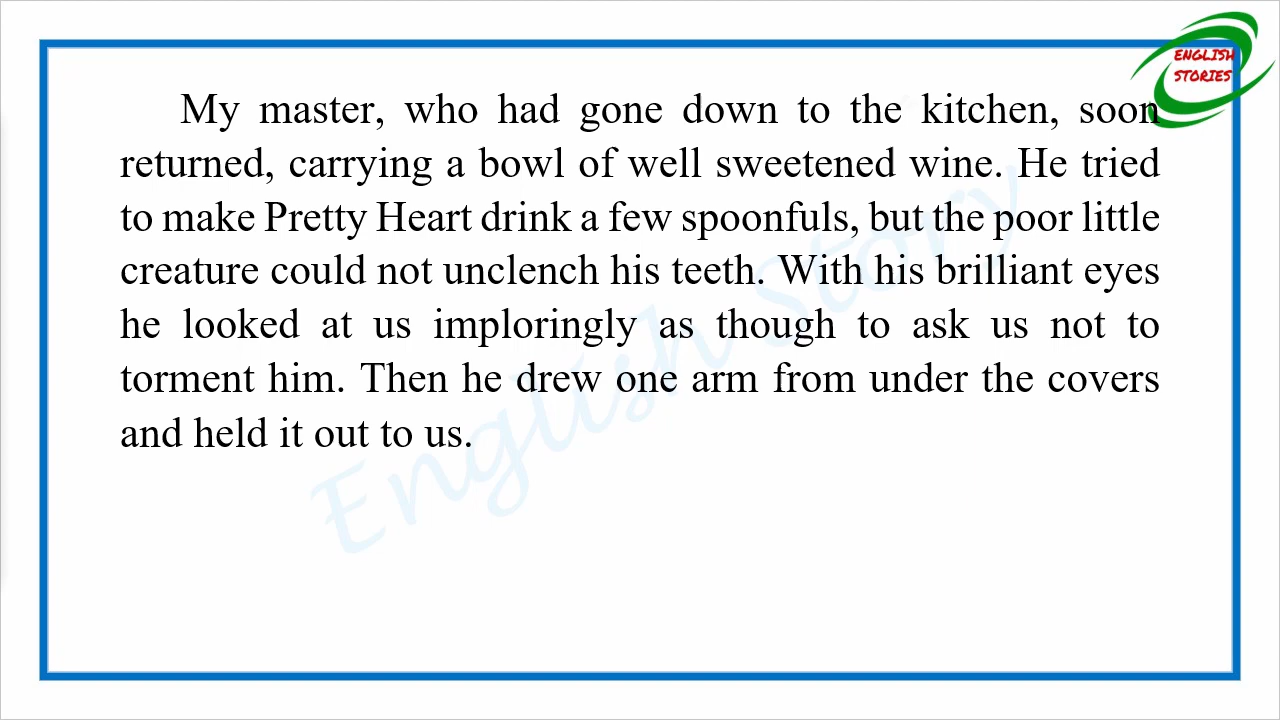 ENGLISH
STORIES
My master, who had gone down to the kitchen, soon
returned, carrying a bowl of well sweetened wine. He tried
to make Pretty Heart drink a few spoonfuls, but the poor little
creature could not unclench his teeth. With his brilliant eyes
he looked at us imploringly as though to ask us not to
torment him. Then he drew one arm from under the covers
and held it out to us.
English Story